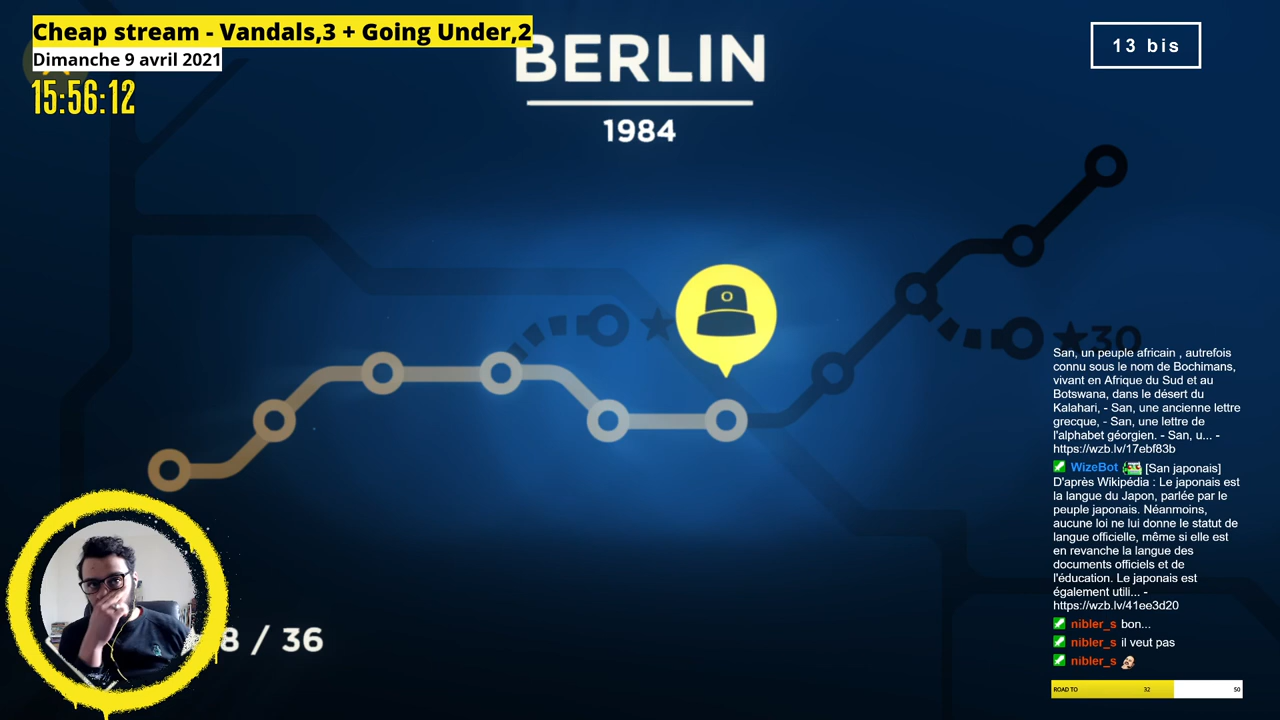 Cheap stream - Vandals,3 + Going Under,2
Dimanche 9 avril 2021
15:56:12
BERLIN
1984
13 bis
30
8 / 36
San, un peuple africain , autrefois
connu sous le nom de Bochimans,
vivant en Afrique du Sud et au
Botswana, dans le désert du
Kalahari, - San, une ancienne lettre
grecque, - San, une lettre de
l'alphabet géorgien. - San, u... -
https://wzb.lv/17ebf83b
WizeBot [San japonais]
D'après Wikipédia : Le japonais est
la langue du Japon, parlée par le
peuple japonais. Néanmoins,
aucune loi ne lui donne le statut de
langue officielle, même si elle est
en revanche la langue des
documents officiels et de
l'éducation. Le japonais est
également utili... -
https://wzb.lv/41ee3d20
nibler_s bon...
nibler_s il veut pas
nibler_s
ROAD TO 32 50